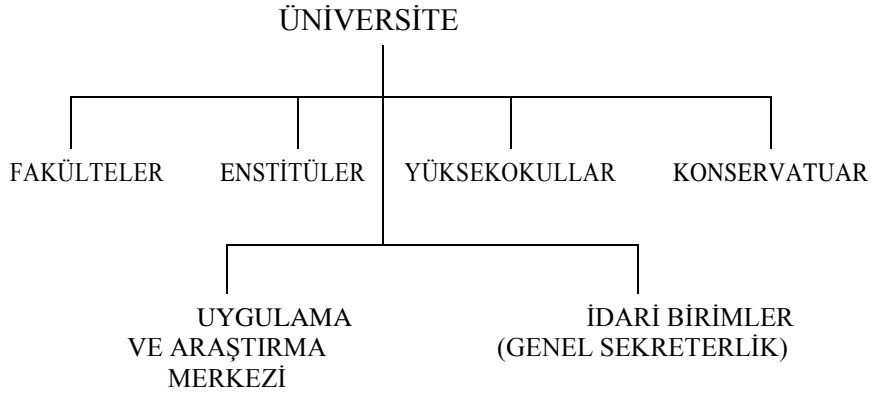 ÜNİVERSİTE
FAKÜLTELER ENSTİTÜLER YÜKSEKOKULLAR KONSERVATUAR
UYGULAMA
VE ARAŞTIRMA
MERKEZİ
İDARİ BİRİMLER
(GENEL SEKRETERLİK)